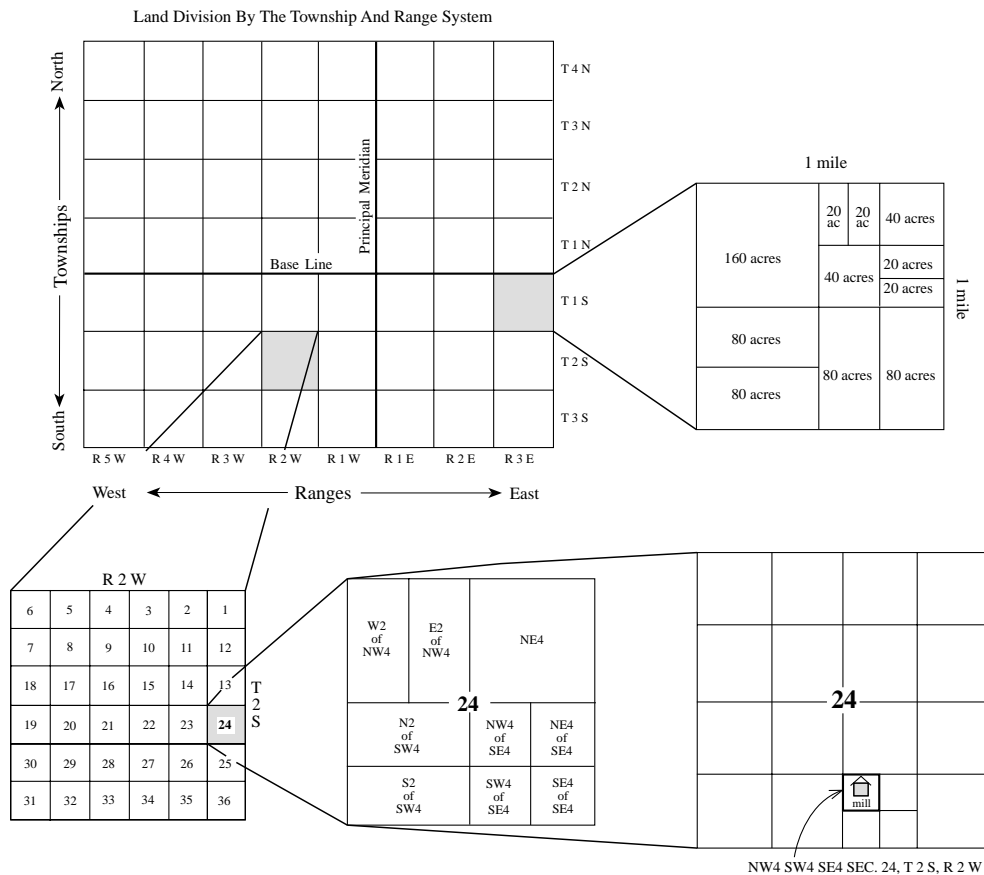 Land Division By The Township And Range System
North
Townships
South
Principal Meridian
Base Line
T 4 N
T 3 N
T 2 N
T 1 N
T 1 S
T 2 S
T 3 S
R 5 W
R 4 W
R 3 W
R 2 W
R 1 W
R 1 E
R 2 E
R 3 E
West
Ranges
East
1 mile
1 mile
160 acres
20
ac
20
ac
40 acres
40 acres
20 acres
20 acres
80 acres
80 acres
80 acres
80 acres
R 2 W
T
2
S
6 5 4 3 2 1
7 8 9 10 11 12
18 17 16 15 14 13
19 20 21 22 23 24
30 29 28 27 26 25
31 32 33 34 35 36
W2
of
NW4
E2
of
NW4
NE4
24
N2
of
SW4
NW4
of
SE4
NE4
of
SE4
S2
of
SW4
SW4
of
SE4
SE4
of
SE4
24
mill
NW4 SW4 SE4 SEC. 24, T 2 S, R 2 W